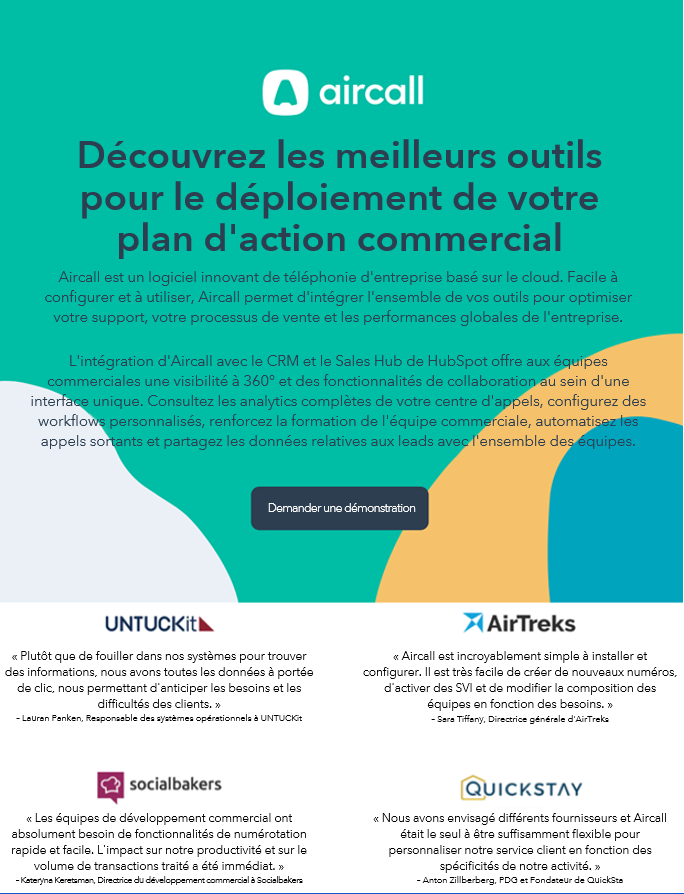 aircall
Découvrez les meilleurs outils
pour le déploiement de votre
plan d'action commercial
Aircall est un logiciel innovant de téléphonie d'entreprise basé sur le cloud. Facile à
configurer et à utiliser, Aircall permet d'intégrer l'ensemble de vos outils pour optimiser
votre support, votre processus de vente et les performances globales de l'entreprise.
L'intégration d'Aircall avec le CRM et le Sales Hub de HubSpot offre aux équipes
commerciales une visibilité à 360° et des fonctionnalités de collaboration au sein d'une
interface unique. Consultez les analytics complètes de votre centre d'appels, configurez des
workflows personnalisés, renforcez la formation de l'équipe commerciale, automatisez les
appels sortants et partagez les données relatives aux leads avec l'ensemble des équipes.
Demander une démonstration
UNTUCKit
« Plutôt que de fouiller dans nos systèmes pour trouver
des informations, nous avons toutes les données à portée
de clic, nous permettant d'anticiper les besoins et les
difficultés des clients. »
– Lauran Panken, Responsable des systèmes opérationnels à UNTUCKit
AirTreks
« Aircall est incroyablement simple à installer et
configurer. Il est très facile de créer de nouveaux numéros,
d'activer des SVI et de modifier la composition des
équipes en fonction des besoins. »
– Sara Tiffany, Directrice générale d'AirTreks
socialbakers
« Les équipes de développement commercial ont
absolument besoin de fonctionnalités de numérotation
rapide et facile. L'impact sur notre productivité et sur le
volume de transactions traité a été immédiat. »
– Kateryna Keretsman, Directrice du développement commercial à Socialbakers
QUICKSTAY
« Nous avons envisagé différents fournisseurs et Aircall
était le seul à être suffisamment flexible pour
personnaliser notre service client en fonction des
spécificités de notre activité. »
– Anton Zillberberg, PDG et Fondateur de QuickSta